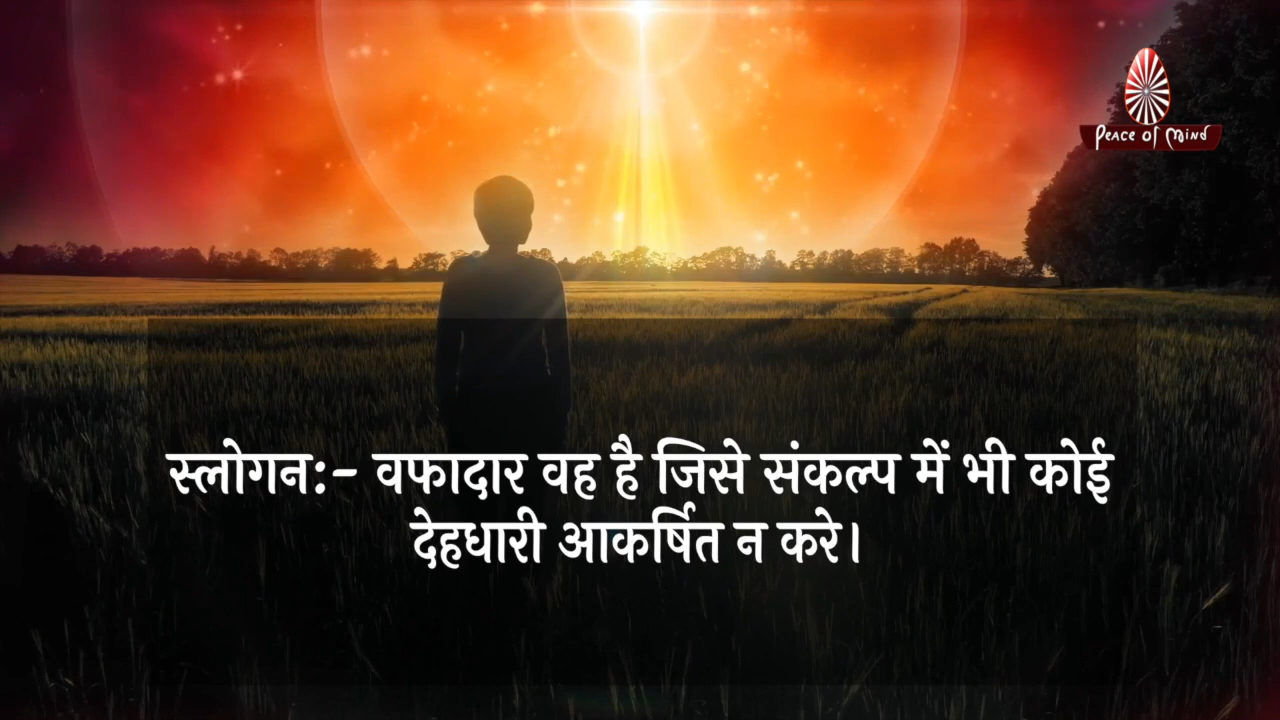 Peace of Mind
स्लोगन:- वफादार वह है जिसे संकल्प में भी कोई
देहधारी आकर्षित न करे।